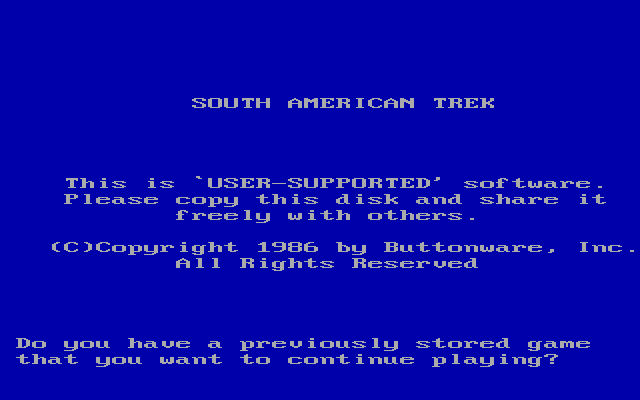 SOUTH AMERICAN TREK
This is `USER-SUPPORTED' software.
Please copy this disk and share it
freely with others.
(C)Copyright 1986 by Buttonware, Inc.
All Rights Reserved
Do you have a previously stored game
that you want to continue playing?